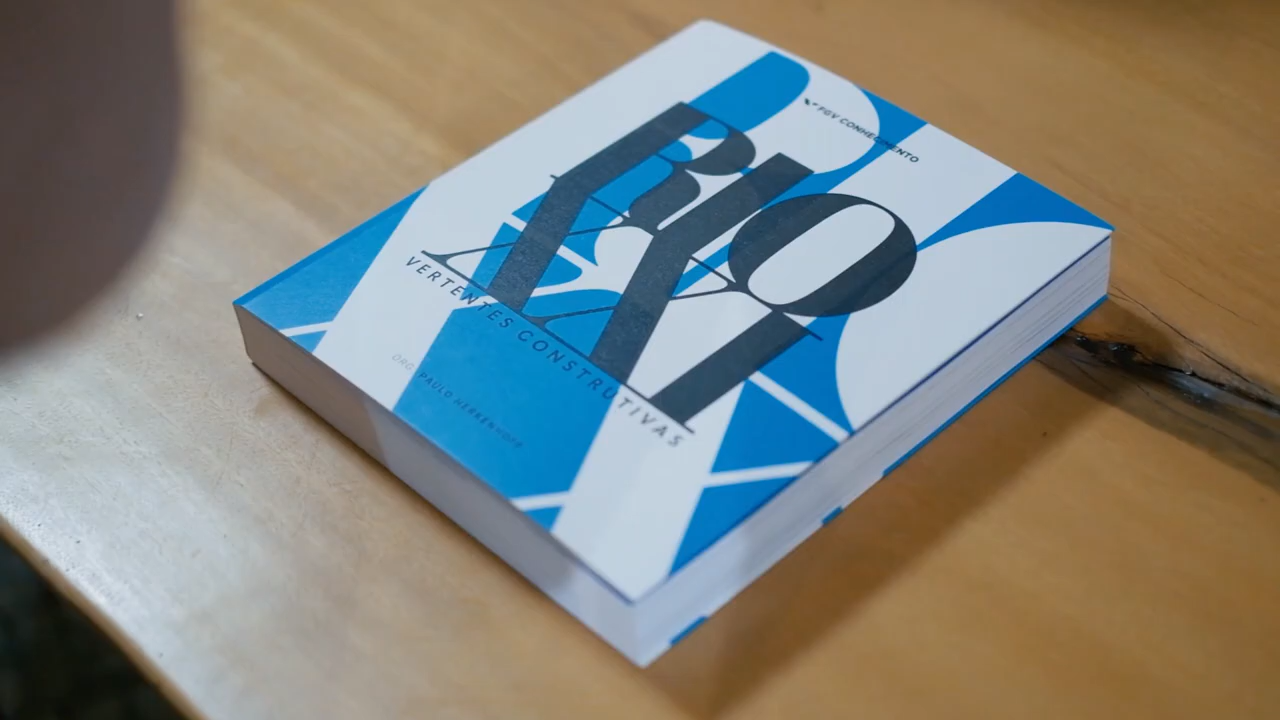 FGV CONHECIMENTO
RIO
XXI
VERTENTES CONSTRUTIVAS
ORG. PAULO HERKENHOFF